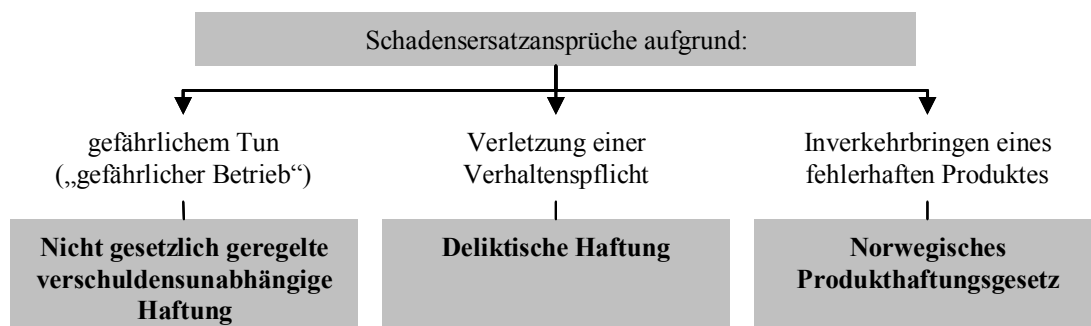 Schadensersatzansprüche aufgrund:
gefährlichem Tun
(„gefährlicher Betrieb“)
Nicht gesetzlich geregelte
verschuldensunabhängige
Haftung
Verletzung einer
Verhaltenspflicht
Deliktische Haftung
Inverkehrbringen eines
fehlerhaften Produktes
Norwegisches
Produkthaftungsgesetz